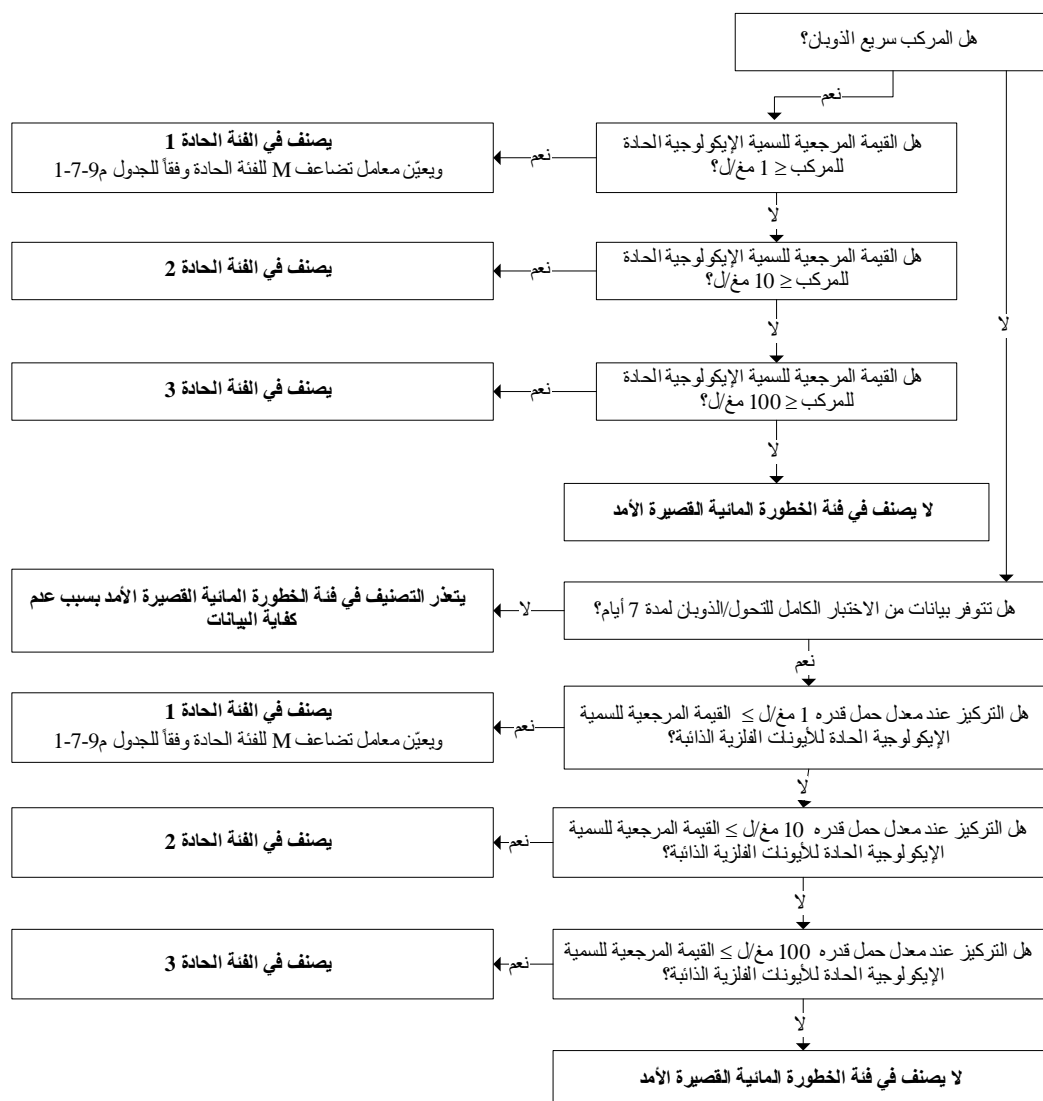 هل المركب سريع الذوبان؟
نعم
هل القيمة المرجعية للسمية الإيكولوجية الحادة
للمركب ≤ 1 مغ/ل؟
نعم
يصنف في الفئة الحادة 1
ويعيّن معامل تضاعف M للفئة الحادة وفقاً للجدول م9-7-1
لا
هل القيمة المرجعية للسمية الإيكولوجية الحادة
للمركب ≤ 10 مغ/ل؟
نعم
يصنف في الفئة الحادة 2
لا
لا
هل القيمة المرجعية للسمية الإيكولوجية الحادة
للمركب ≤ 100 مغ/ل؟
نعم
يصنف في الفئة الحادة 3
لا
لا يصنف في فئة الخطورة المائية القصيرة الأمد
هل تتوفر بيانات من الاختبار الكامل للتحول/الذوبان لمدة 7 أيام؟
لا
يتعذر التصنيف في فئة الخطورة المائية القصيرة الأمد بسبب عدم
كفاية البيانات
نعم
هل التركيز عند معدل حمل قدره 1 مغ/ل ≥ القيمة المرجعية للسمية
الإيكولوجية الحادة للأيونات الفلزية الذائبة؟
نعم
يصنف في الفئة الحادة 1
ويعيّن معامل تضاعف M للفئة الحادة وفقاً للجدول م9-7-1
لا
هل التركيز عند معدل حمل قدره 10 مغ/ل ≥ القيمة المرجعية للسمية
الإيكولوجية الحادة للأيونات الفلزية الذائبة؟
نعم
يصنف في الفئة الحادة 2
لا
هل التركيز عند معدل حمل قدره 100 مغ/ل ≥ القيمة المرجعية للسمية
الإيكولوجية الحادة للأيونات الفلزية الذائبة؟
نعم
يصنف في الفئة الحادة 3
لا
لا يصنف في فئة الخطورة المائية القصيرة الأمد